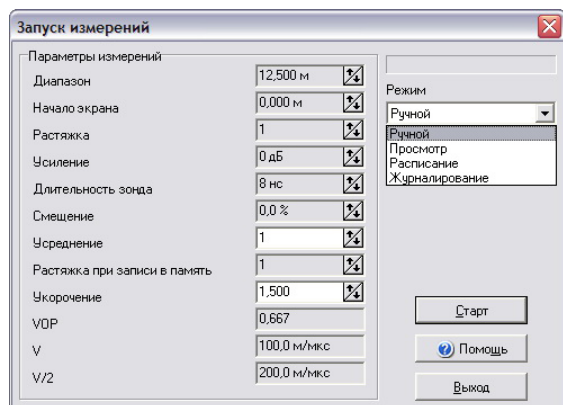 Запуск измерений
Параметры измерений
Диапазон 12,500 м
Начало экрана 0,000 м
Растяжка 1
Усиление 0 дБ
Длительность зонда 8 нс
Смещение 0,0 %
Усреднение 1
Растяжка при записи в память 1
Укорочение 1,500
VOP 0,667
V 100,0 м/мкс
V/2 200,0 м/мкс
Режим
Ручной
Ручной
Просмотр
Расписание
Журналирование
Старт
Помощь
Выход